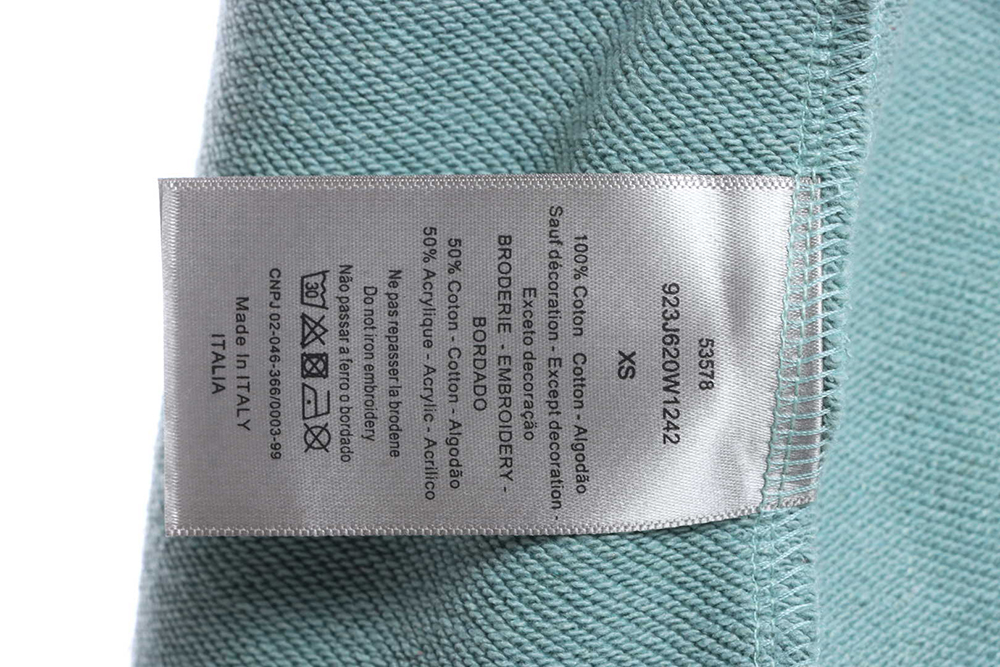 53578
923J620W1242
XS
100% Coton Cotton - Algodão
Sauf décoration - Except decoration -
Exceto decoração
BRODERIE - EMBROIDERY -
BORDADO
50% Coton - Cotton - Algodão
50% Acrylique - Acrylic - Acrilico
Ne pas repasser la brodene
Do not iron embroidery
Não passar a ferro o bordado
30
CNPJ 02-046-366/0003-99
Made In ITALY
ITALIA